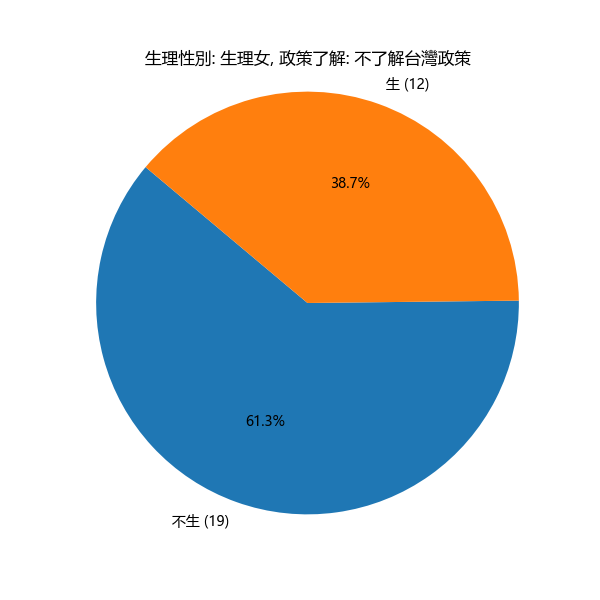 生理性別: 生理女, 政策了解: 不了解台灣政策
生 (12)
38.7%
61.3%
不生 (19)